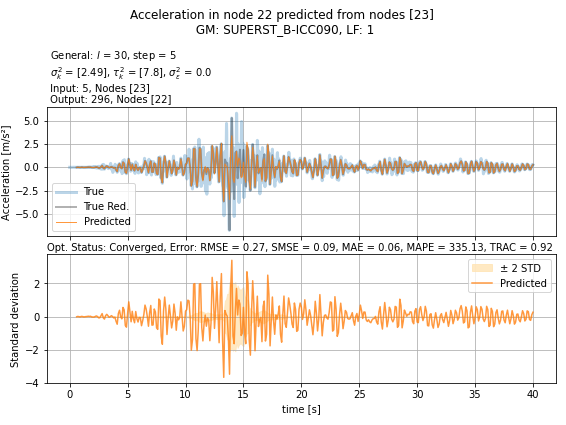 Acceleration in node 22 predicted from nodes [23]
GM: SUPERST_B-ICC090, LF: 1
General: l = 30, step = 5
σ²ₖ = [2.49], τ²ₖ = [7.8], σ²ₜ = 0.0
Input: 5, Nodes [23]
Output: 296, Nodes [22]
Acceleration [m/s²]
5.0
2.5
0.0
−2.5
−5.0
True
True Red.
Predicted
Opt. Status: Converged, Error: RMSE = 0.27, SMSE = 0.09, MAE = 0.06, MAPE = 335.13, TRAC = 0.92
Standard deviation
2
0
−2
−4
± 2 STD
Predicted
0
5
10
15
20
25
30
35
40
time [s]